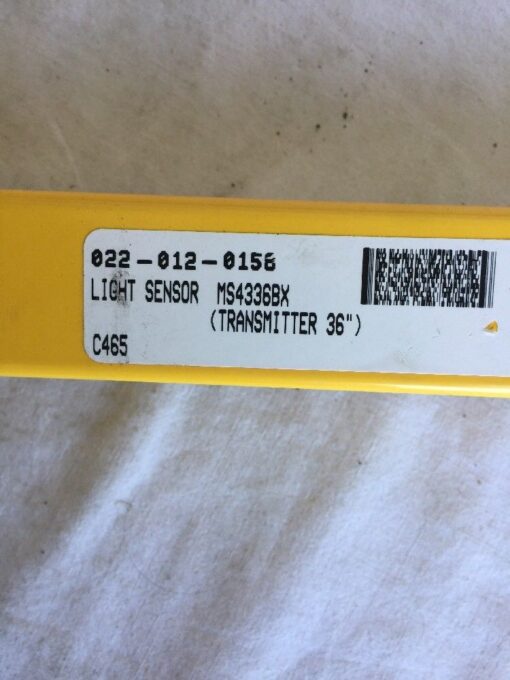 022-012-0156
LIGHT SENSOR MS4336BX
(TRANSMITTER 36")
C465